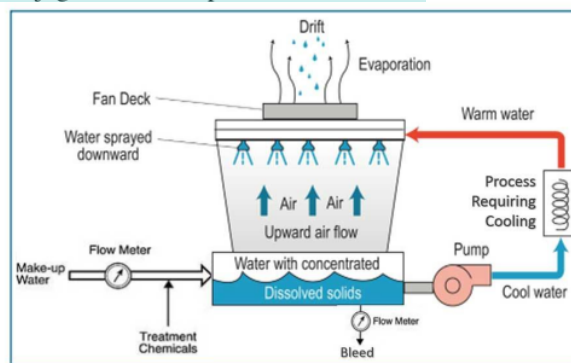 Drift
Evaporation
Fan Deck
Warm water
Water sprayed
downward
Process
Requiring
Cooling
Air
Air
Upward air flow
Flow Meter
Pump
Make-up
Water
Water with concentrated
Dissolved solids
Cool water
Flow Meter
Treatment
Chemicals
Bleed